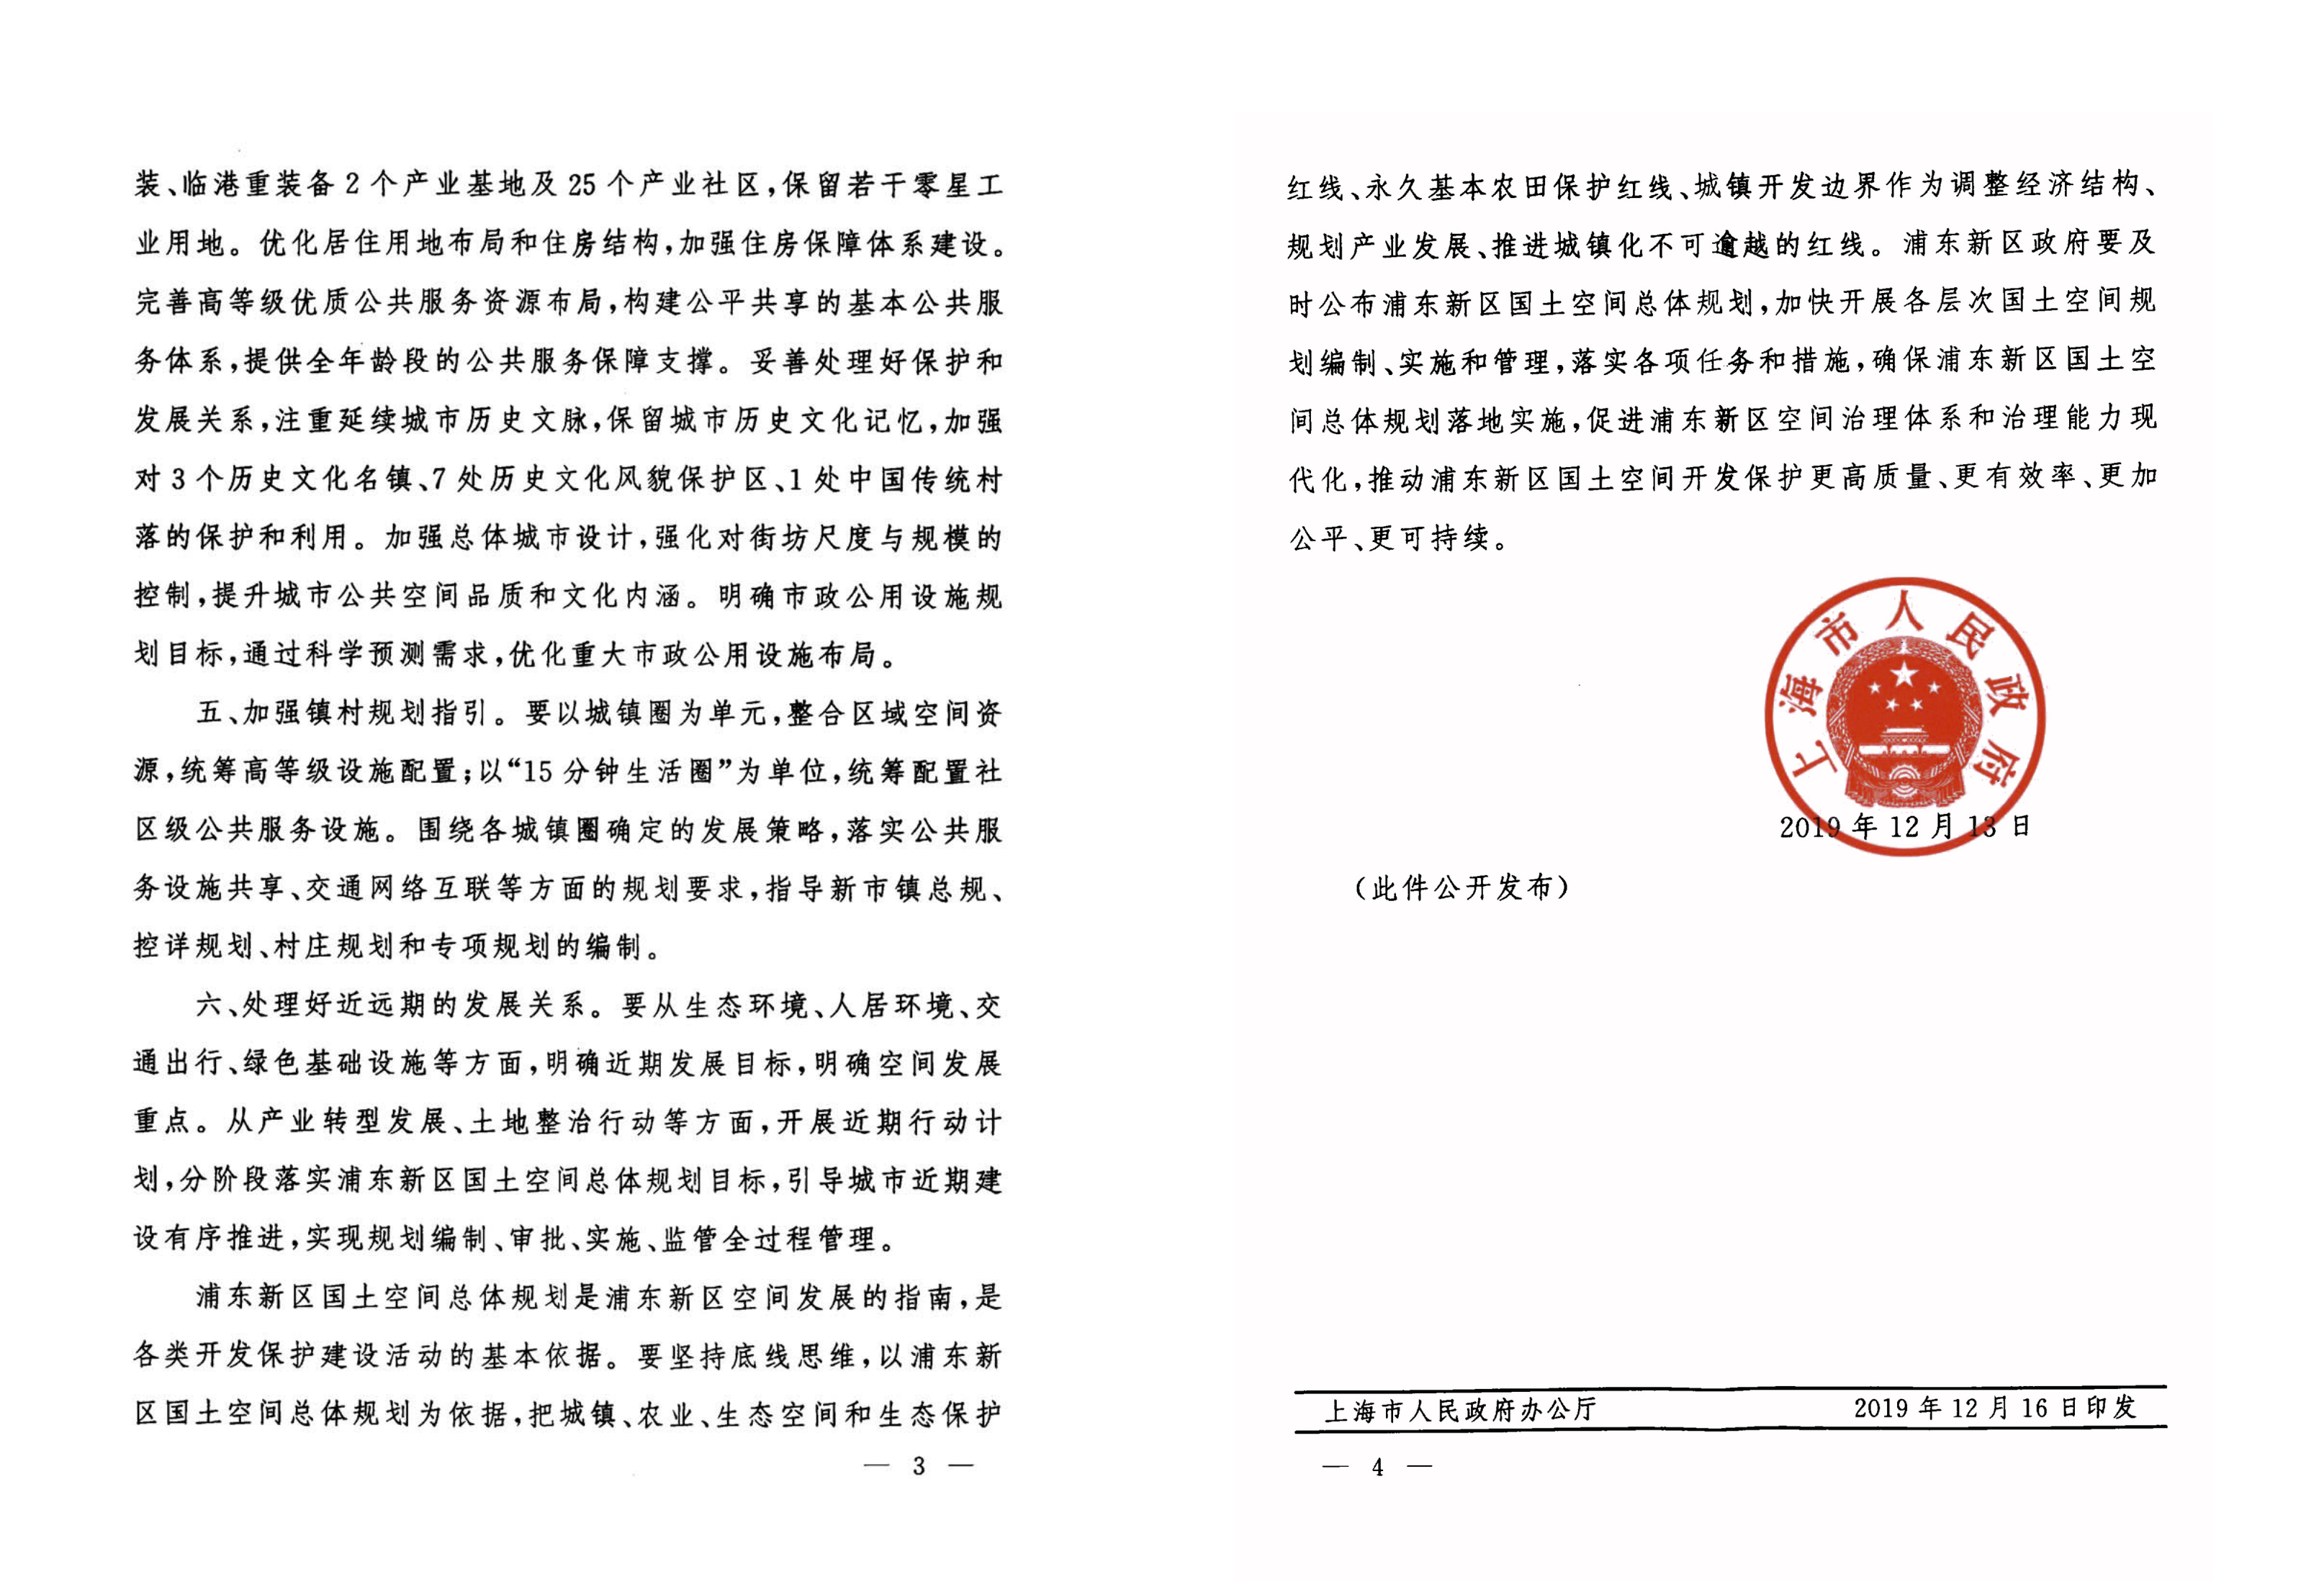 装、临港重装备 2 个产业基地及 25 个产业社区，保留若干零星工
业用地。优化居住用地布局和住房结构，加强住房保障体系建设。
完善高等级优质公共服务资源布局，构建公平共享的基本公共服
务体系，提供全年龄段的公共服务保障支撑。妥善处理好保护和
发展关系，注重延续城市历史文脉，保留城市历史文化记忆，加强
对 3 个历史文化名镇、7 处历史文化风貌保护区、1 处中国传统村
落的保护和利用。加强总体城市设计，强化对街坊尺度与规模的
控制，提升城市公共空间品质和文化内涵。明确市政公用设施规
划目标，通过科学预测需求，优化重大市政公用设施布局。
五、加强镇村规划指引。要以城镇圈为单元，整合区域空间资
源，统筹高等级设施配置；以“15 分钟生活圈”为单位，统筹配置社
区级公共服务设施。围绕各城镇圈确定的发展策略，落实公共服
务设施共享、交通网络互联等方面的规划要求，指导新市镇总规、
控详规划、村庄规划和专项规划的编制。
六、处理好近远期的发展关系。要从生态环境、人居环境、交
通出行、绿色基础设施等方面，明确近期发展目标，明确空间发展
重点。从产业转型发展、土地整治行动等方面，开展近期行动计
划，分阶段落实浦东新区国土空间总体规划目标，引导城市近期建
设有序推进，实现规划编制、审批、实施、监管全过程管理。
浦东新区国土空间总体规划是浦东新区空间发展的指南，是
各类开发保护建设活动的基本依据。要坚持底线思维，以浦东新
区国土空间总体规划为依据，把城镇、农业、生态空间和生态保护
— 3 —
红线、永久基本农田保护红线、城镇开发边界作为调整经济结构、
规划产业发展、推进城镇化不可逾越的红线。浦东新区政府要及
时公布浦东新区国土空间总体规划，加快开展各层次国土空间规
划编制、实施和管理，落实各项任务和措施，确保浦东新区国土空
间总体规划落地实施，促进浦东新区空间治理体系和治理能力现
代化，推动浦东新区国土空间开发保护更高质量、更有效率、更加
公平、更可持续。
上海市人民政府
2019 年 12 月 13 日
（此件公开发布）
上海市人民政府办公厅 2019 年 12 月 16 日印发
— 4 —